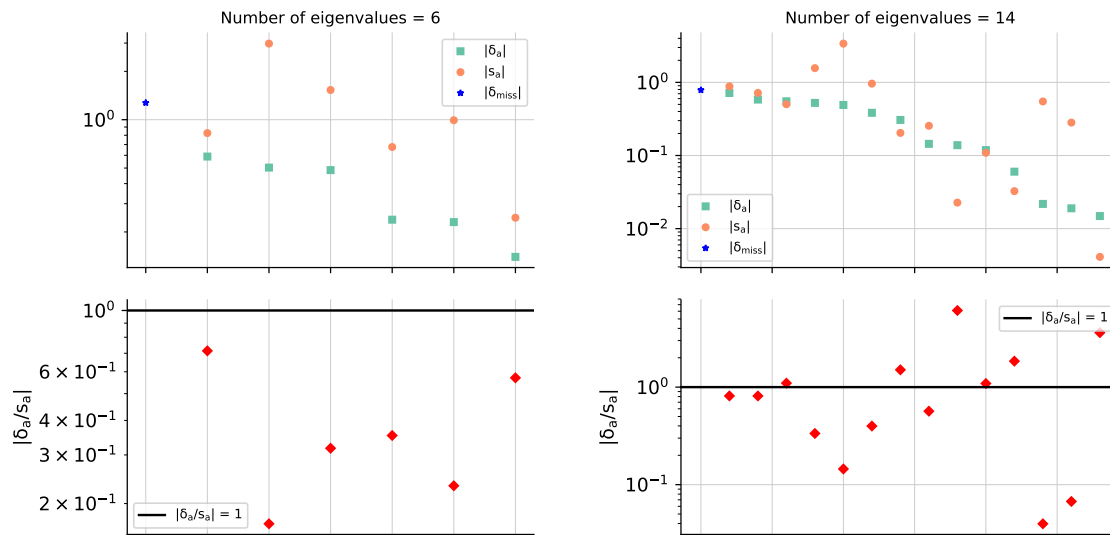 Number of eigenvalues = 6
|δₐ|
|sₐ|
|δmiss|
10⁰
Number of eigenvalues = 14
10⁰
10⁻¹
10⁻²
|δₐ|
|sₐ|
|δmiss|
|δₐ/sₐ|
10⁰
6 × 10⁻¹
4 × 10⁻¹
3 × 10⁻¹
2 × 10⁻¹
|δₐ/sₐ| = 1
|δₐ/sₐ|
10⁰
10⁻¹
|δₐ/sₐ| = 1